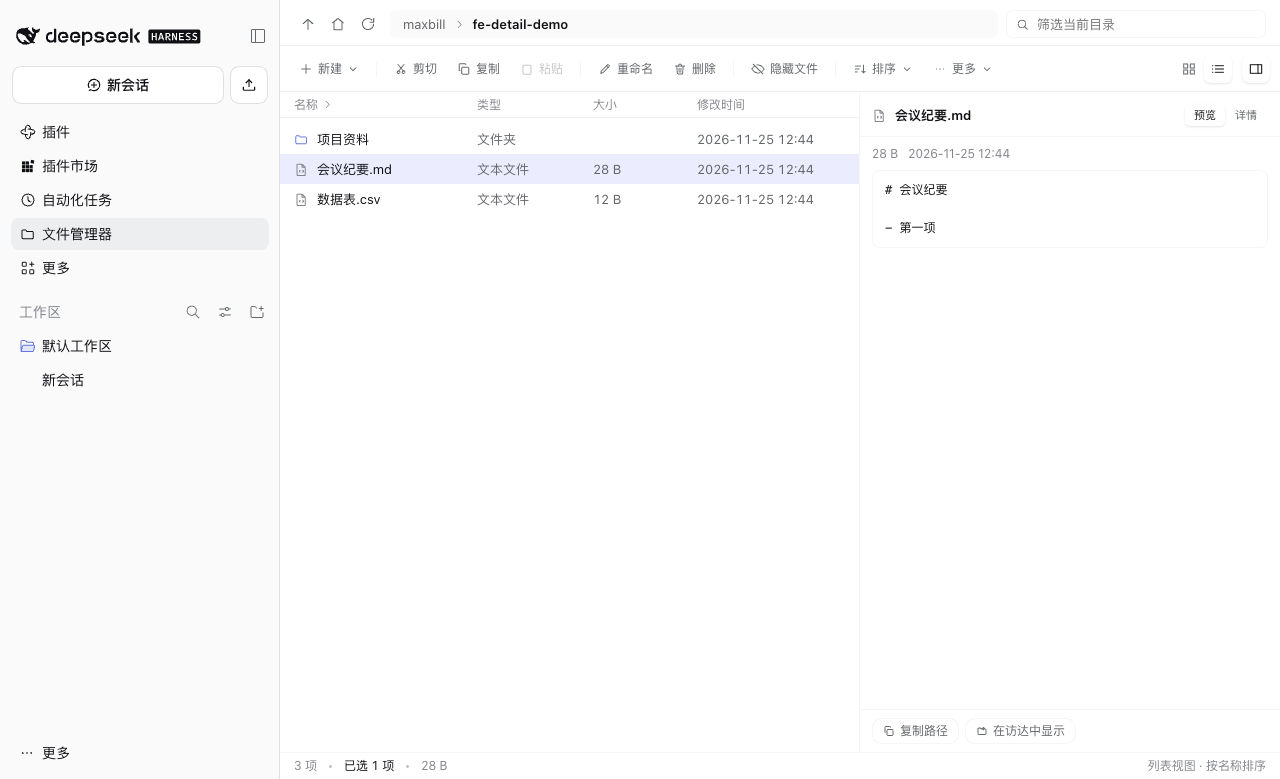 deepseek HARNESS
新会话
插件
插件市场
自动化任务
文件管理器
更多
工作区
默认工作区
新会话
更多
maxbill > fe-detail-demo
筛选当前目录
新建 剪切 复制 粘贴 重命名 删除 隐藏文件 排序 ··· 更多
名称 类型 大小 修改时间
项目资料 文件夹 2026-11-25 12:44
会议纪要.md 文本文件 28 B 2026-11-25 12:44
数据表.csv 文本文件 12 B 2026-11-25 12:44
会议纪要.md 预览 详情
28 B 2026-11-25 12:44
# 会议纪要
- 第一项
复制路径 在访达中显示
3 项 • 已选 1 项 • 28 B
列表视图 · 按名称排序